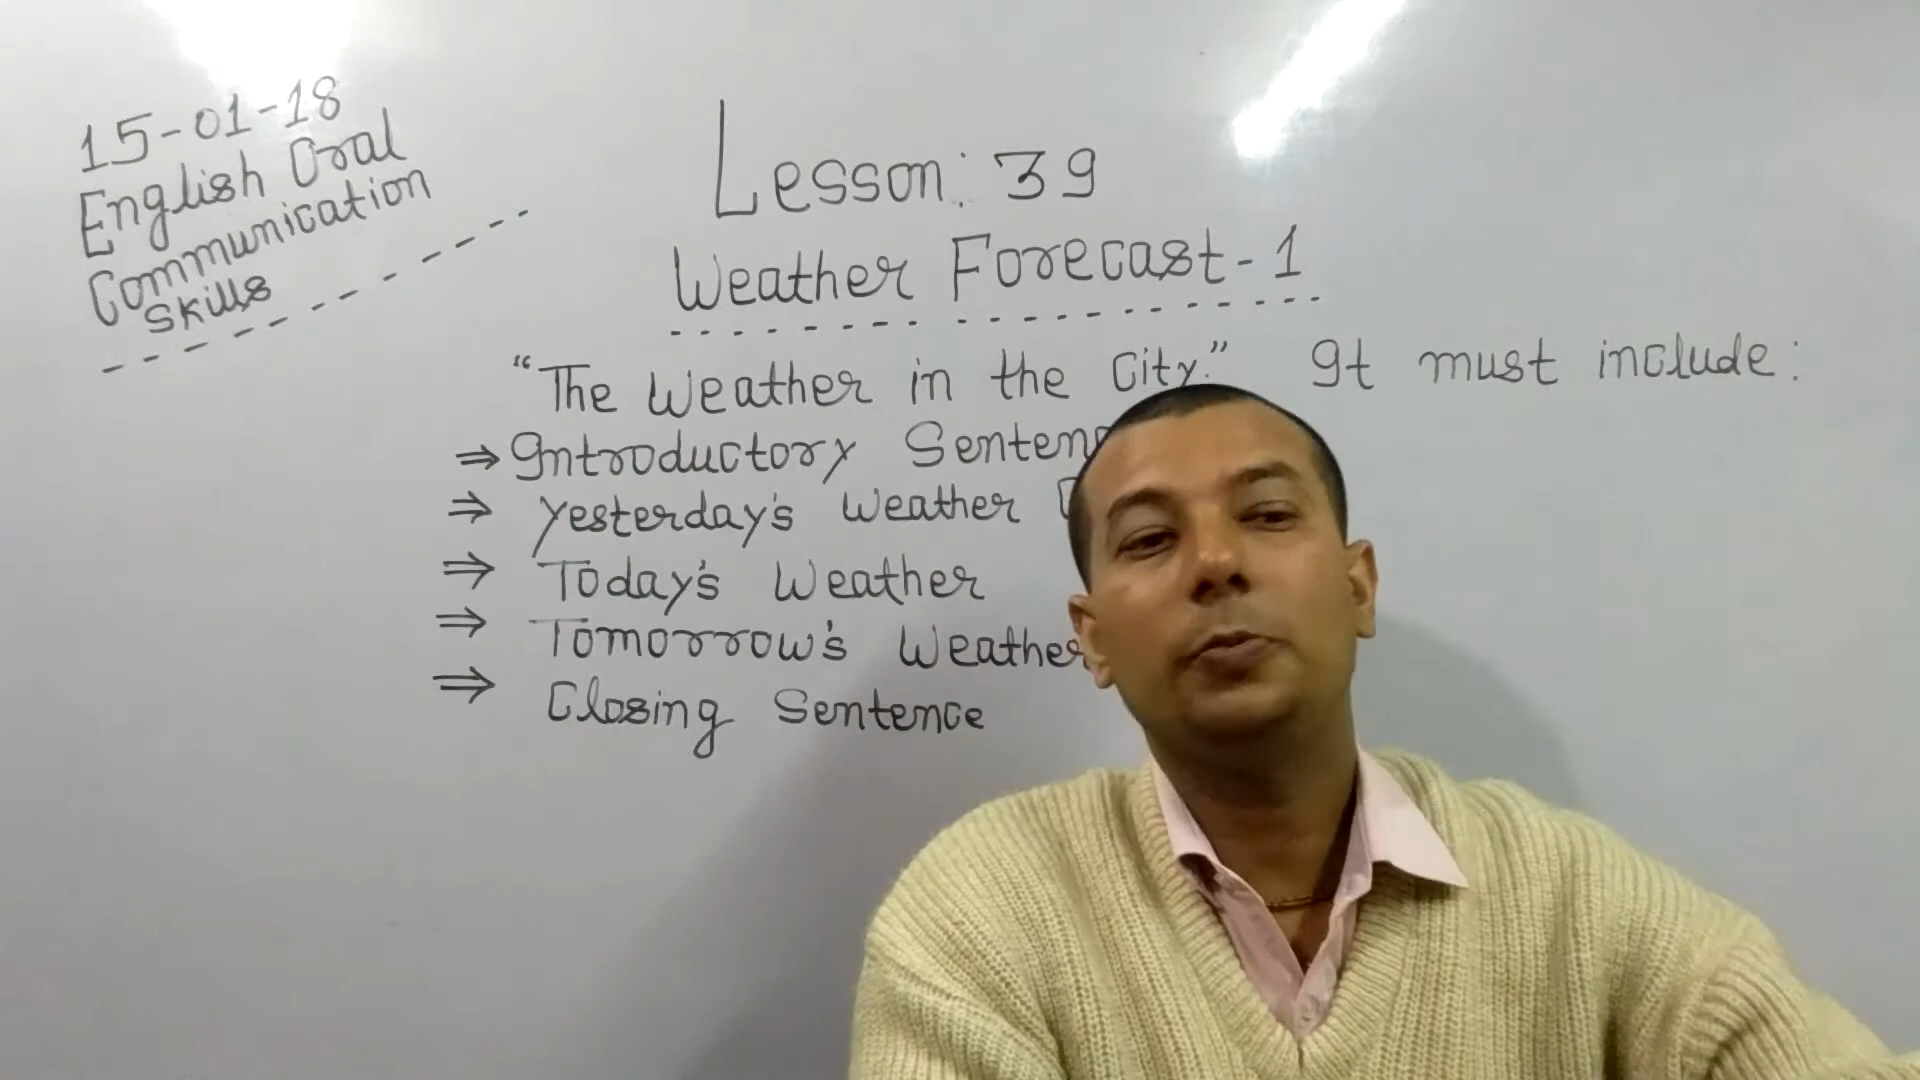 15-01-18
English Oral
Communication
Skills
Lesson: 39
Weather Forecast-1
"The Weather in the City." It must include:
⇒ Introductory
⇒ Yesterday's Weather
⇒ Today's Weather
⇒ Tomorrow's Weather
⇒ Closing Sentence